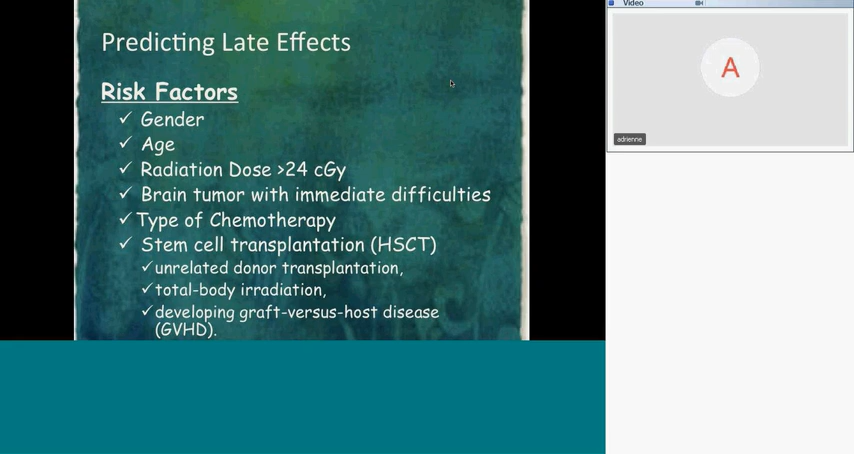 Predicting Late Effects
Risk Factors
✓ Gender
✓ Age
✓ Radiation Dose >24 cGy
✓ Brain tumor with immediate difficulties
✓ Type of Chemotherapy
✓ Stem cell transplantation (HSCT)
✓ unrelated donor transplantation,
✓ total-body irradiation,
✓ developing graft-versus-host disease
(GVHD).
Video
A
adrienne